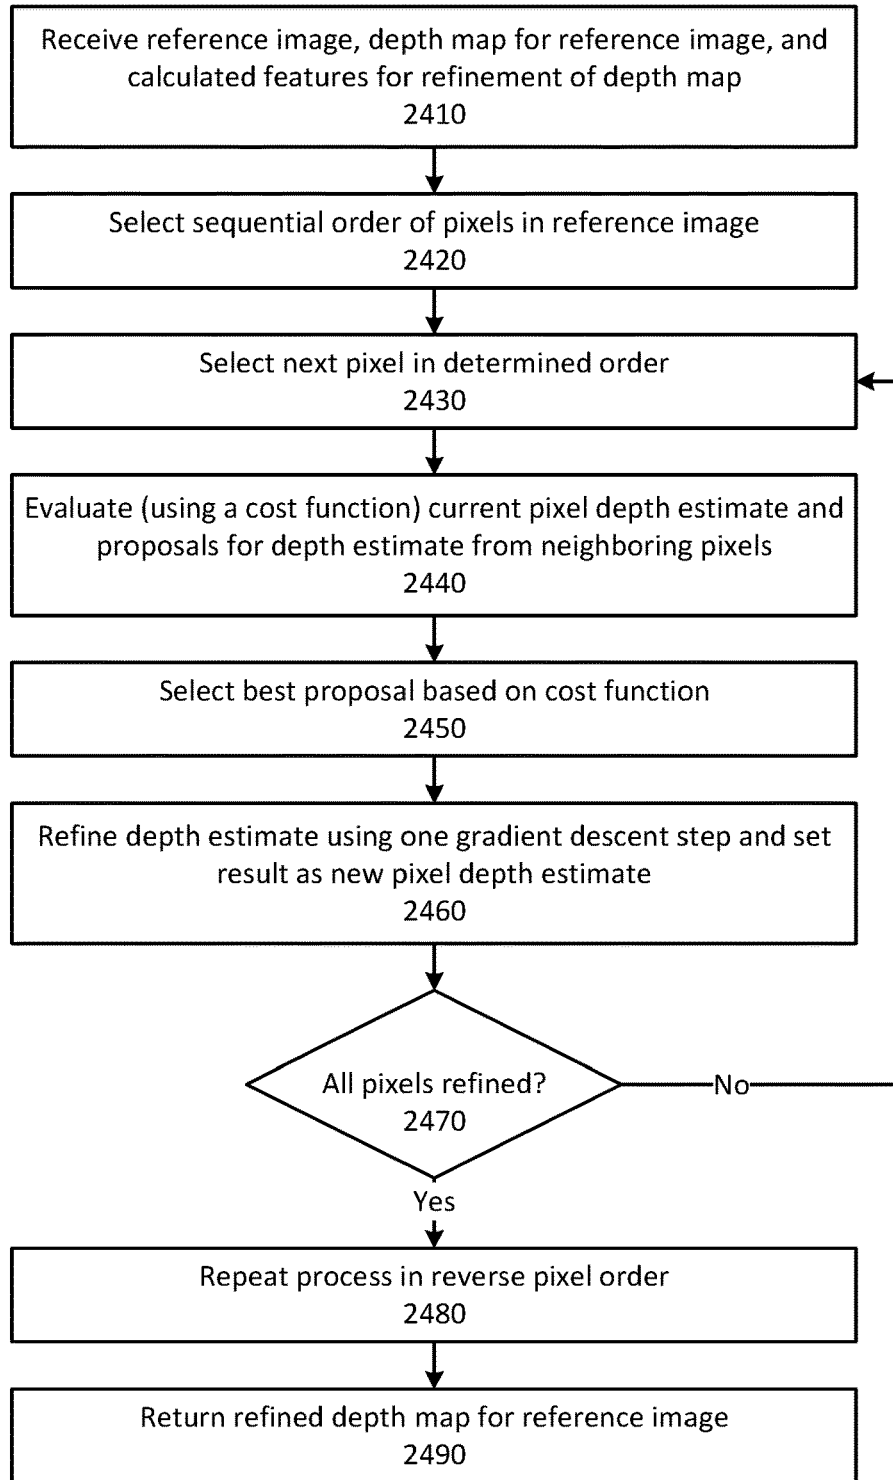 Receive reference image, depth map for reference image, and
calculated features for refinement of depth map
2410
Select sequential order of pixels in reference image
2420
Select next pixel in determined order
2430
Evaluate (using a cost function) current pixel depth estimate and
proposals for depth estimate from neighboring pixels
2440
Select best proposal based on cost function
2450
Refine depth estimate using one gradient descent step and set
result as new pixel depth estimate
2460
All pixels refined?
2470
No
Yes
Repeat process in reverse pixel order
2480
Return refined depth map for reference image
2490